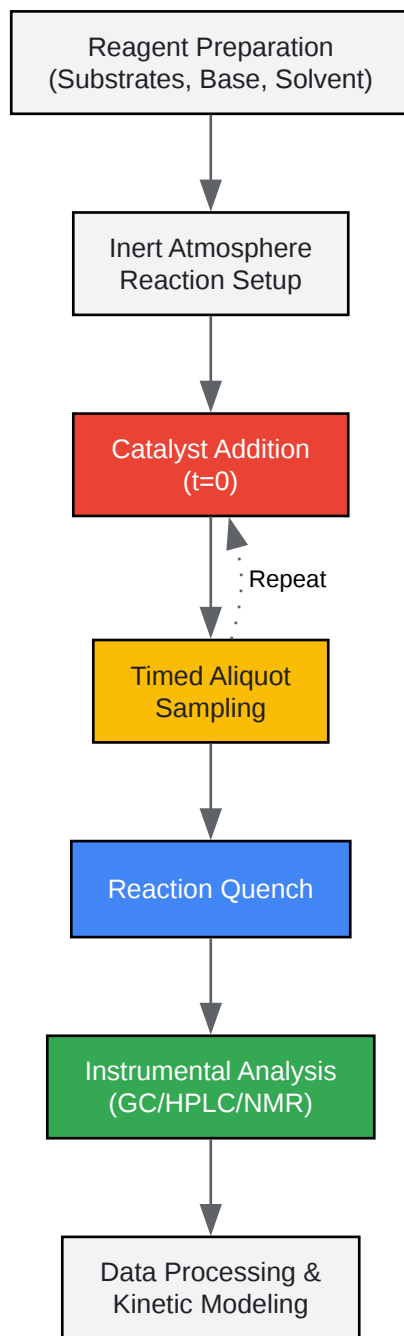 Reagent Preparation
(Substrates, Base, Solvent)
Inert Atmosphere
Reaction Setup
Catalyst Addition
(t=0)
Repeat
Timed Aliquot
Sampling
Reaction Quench
Instrumental Analysis
(GC/HPLC/NMR)
Data Processing &
Kinetic Modeling